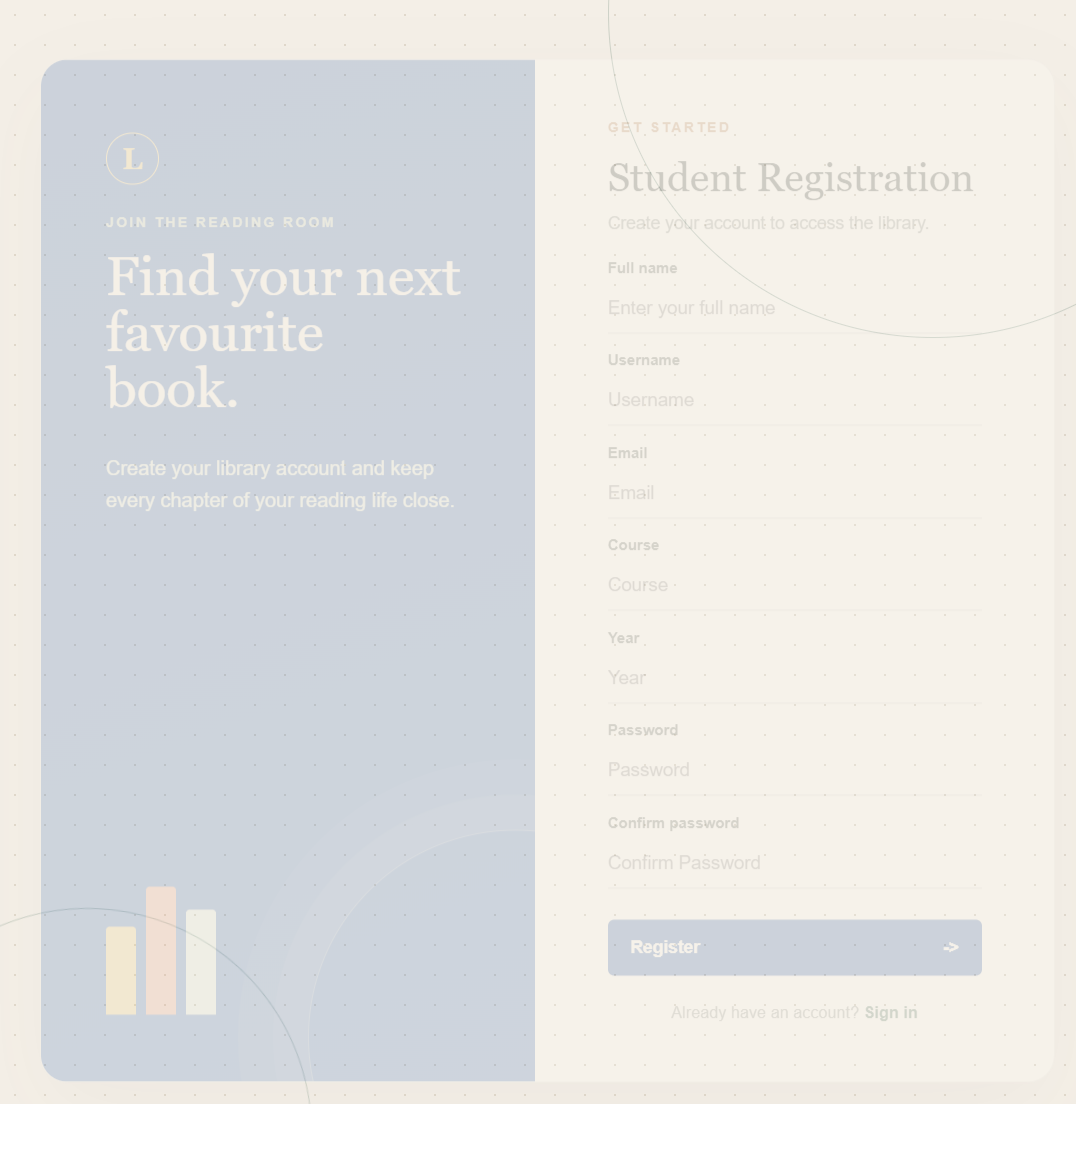 L
JOIN THE READING ROOM
Find your next
favourite
book.
Create your library account and keep
every chapter of your reading life close.
GET STARTED
Student Registration
Create your account to access the library.
Full name
Enter your full name
Username
Username
Email
Email
Course
Course
Year
Year
Password
Password
Confirm password
Confirm Password
Register ->
Already have an account? Sign in